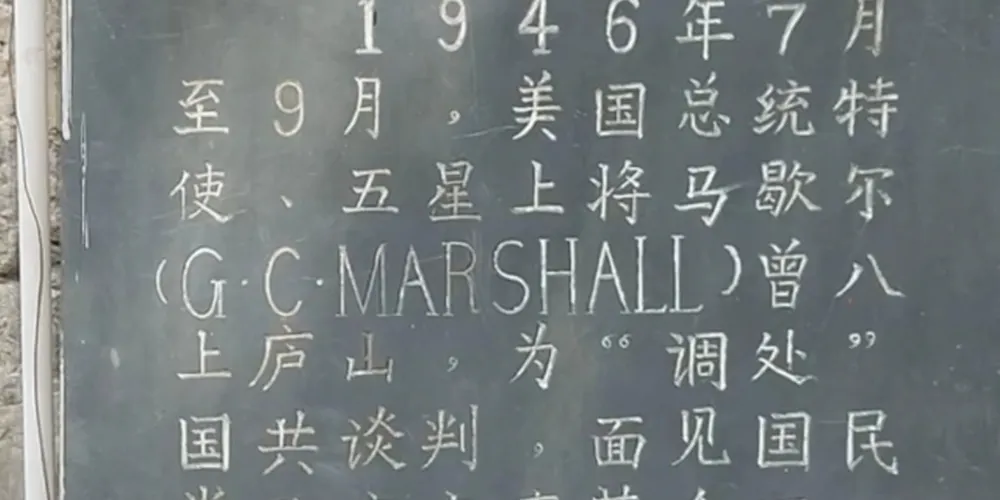 1946年7月
至9月，美国总统特
使、五星上将马歇尔
(G·C·MARSHALL)曾八
上庐山，为“调处”
国共谈判，面见国民